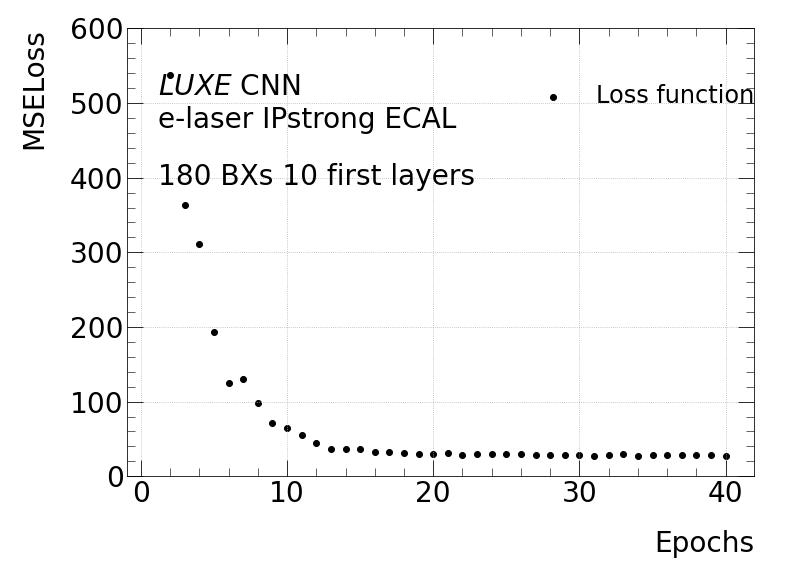 600
MSELoss
LUXE CNN
Loss function
500
e-laser IPstrong ECAL
400
180 BXs 10 first layers
300
200
100
0
0 10 20 30 40
Epochs